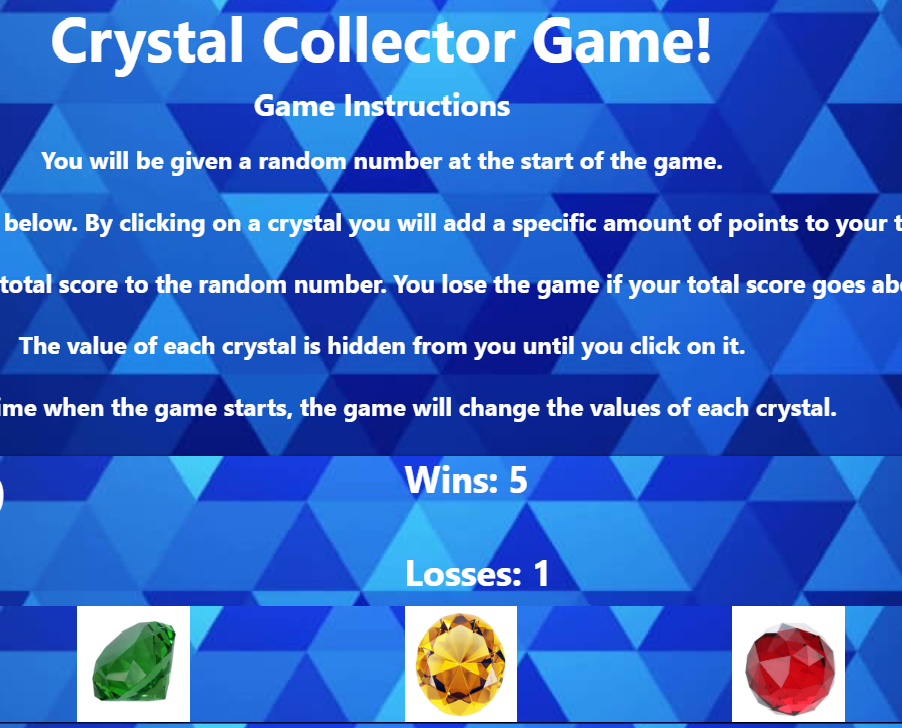 Crystal Collector Game!
Game Instructions
You will be given a random number at the start of the game.
below. By clicking on a crystal you will add a specific amount of points to your
total score to the random number. You lose the game if your total score goes
The value of each crystal is hidden from you until you click on it.
when the game starts, the game will change the values of each crystal.
Wins: 5
Losses: 1